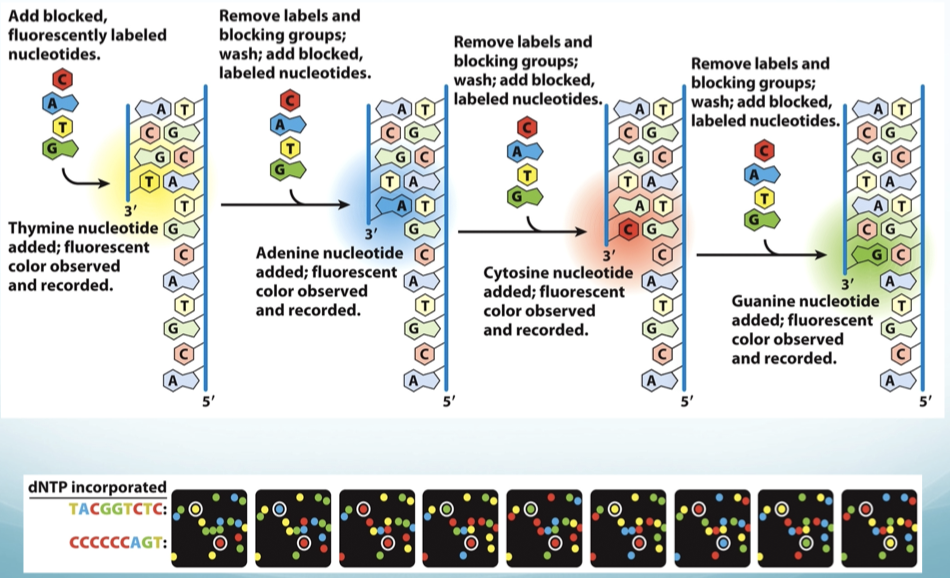 Add blocked,
fluorescently labeled
nucleotides.
C
A
T
G
A T
C G
G C
T A
T
3′
G
C
A
T
G
C
A
5′
Thymine nucleotide
added; fluorescent
color observed
and recorded.
Remove labels and
blocking groups;
wash; add blocked,
labeled nucleotides.
C
A
T
G
A T
C G
G C
T A
A T
3′
G
C
A
T
G
C
A
5′
Adenine nucleotide
added; fluorescent
color observed
and recorded.
Remove labels and
blocking groups;
wash; add blocked,
labeled nucleotides.
C
A
T
G
A T
C G
G C
T A
A T
C G
3′
C
A
T
G
C
A
5′
Cytosine nucleotide
added; fluorescent
color observed
and recorded.
Remove labels and
blocking groups;
wash; add blocked,
labeled nucleotides.
C
A
T
G
A T
C G
G C
T A
A T
C G
G C
3′
A
T
G
C
A
5′
Guanine nucleotide
added; fluorescent
color observed
and recorded.
dNTP incorporated
TACGGTCTC:
CCCCCCAGT: